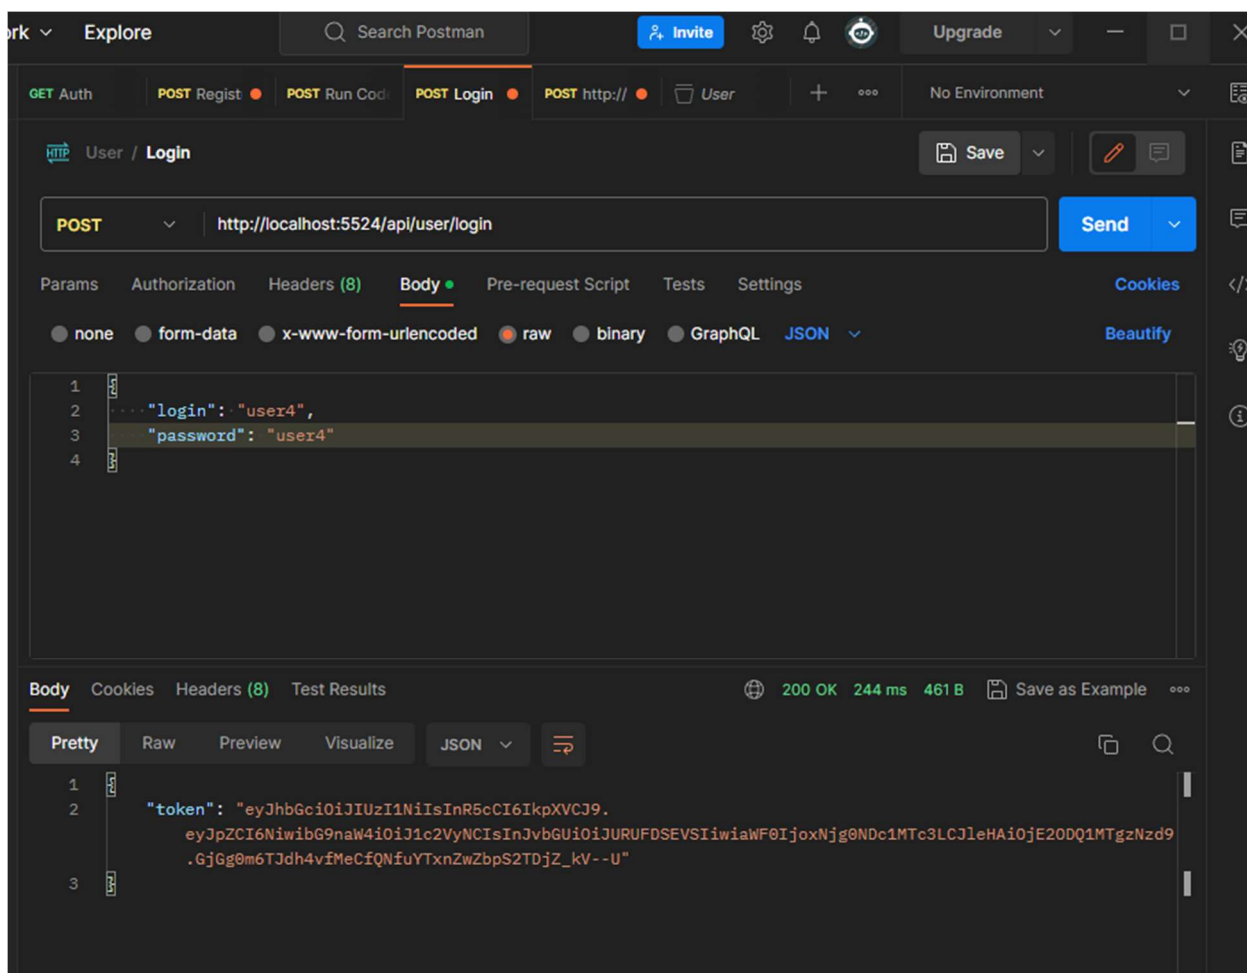 ork Explore Search Postman Invite Upgrade
GET Auth POST Regist POST Run Cod POST Login POST http:// User No Environment
HTTP User / Login Save
POST http://localhost:5524/api/user/login Send
Params Authorization Headers (8) Body Pre-request Script Tests Settings Cookies
none form-data x-www-form-urlencoded raw binary GraphQL JSON Beautify
1 {
2 "login": "user4",
3 "password": "user4"
4 }
Body Cookies Headers (8) Test Results 200 OK 244 ms 461 B Save as Example
Pretty Raw Preview Visualize JSON
1 {
2 "token": "eyJhbGciOiJIUzI1NiIsInR5cCI6IkpXVCJ9.
eyJpZCI6NiwibG9naW4iOiJ1c2VyNCIsInJvbGUiOiJURUFDSEVSIiwiaWF0IjoxNjg0NDc1MTc3LCJleHAiOjE2ODQ1MTgzNzd9
.GjGg0m6TJdh4vfMeCfQNfuYTxnZwZbpS2TDjZ_kV--U"
3 }